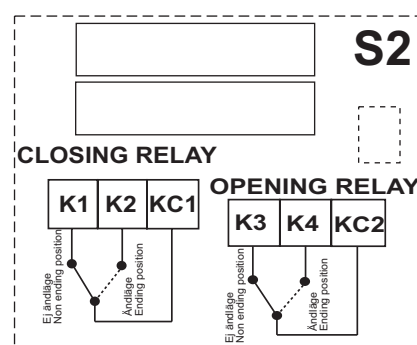 S2
CLOSING RELAY
K1 K2 KC1
Ej ändläge
Non ending position
Ändläge
Ending position
OPENING RELAY
K3 K4 KC2
Ej ändläge
Non ending position
Ändläge
Ending position